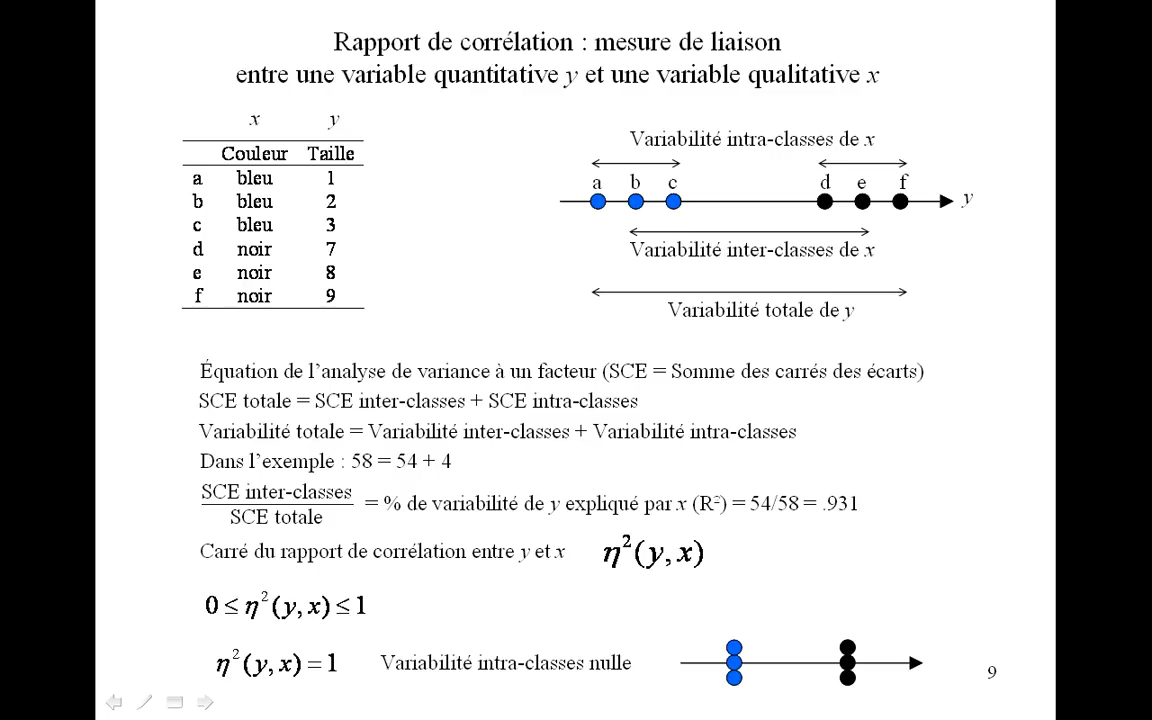 Rapport de corrélation : mesure de liaison
entre une variable quantitative y et une variable qualitative x
x y
Couleur Taille
a bleu 1
b bleu 2
c bleu 3
d noir 7
e noir 8
f noir 9
Variabilité intra-classes de x
a b c d e f
y
Variabilité inter-classes de x
Variabilité totale de y
Équation de l’analyse de variance à un facteur (SCE = Somme des carrés des écarts)
SCE totale = SCE inter-classes + SCE intra-classes
Variabilité totale = Variabilité inter-classes + Variabilité intra-classes
Dans l’exemple : 58 = 54 + 4
SCE inter-classes
SCE totale
= % de variabilité de y expliqué par x (R²) = 54/58 = .931
Carré du rapport de corrélation entre y et x η²(y, x)
0 ≤ η²(y, x) ≤ 1
η²(y, x) = 1 Variabilité intra-classes nulle
9